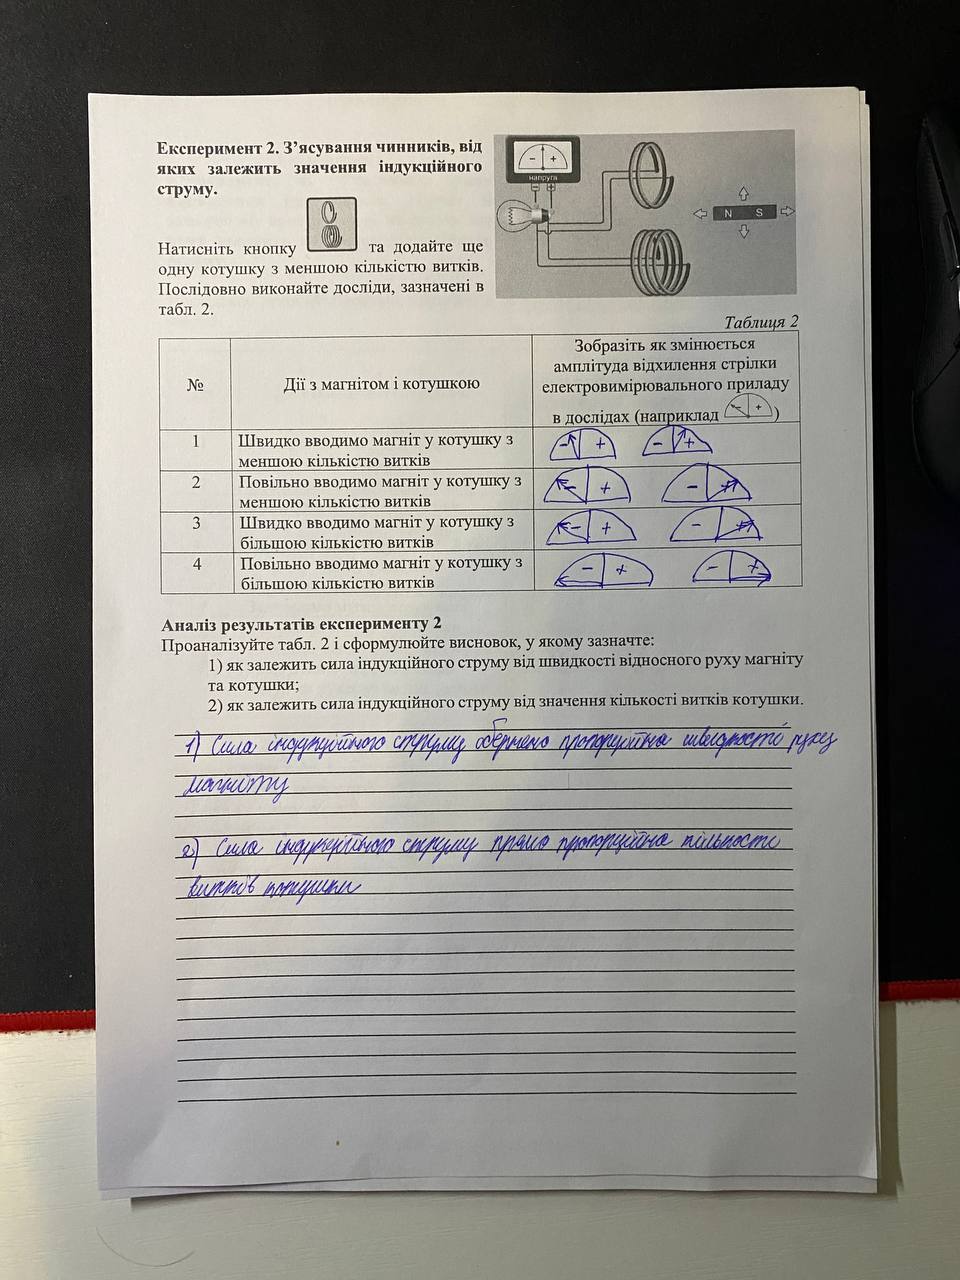 Експеримент 2. З’ясування чинників, від
яких залежить значення індукційного
струму.
Натисніть кнопку та додайте ще
одну котушку з меншою кількістю витків.
Послідовно виконайте досліди, зазначені в
табл. 2.
- +
напруга
- +
N S
Таблиця 2
№
Дії з магнітом і котушкою
Зобразіть як змінюється
амплітуда відхилення стрілки
електровимірювального приладу
в дослідах (наприклад - + )
1
Швидко вводимо магніт у котушку з
меншою кількістю витків
- + - +
2
Повільно вводимо магніт у котушку з
меншою кількістю витків
- + - +
3
Швидко вводимо магніт у котушку з
більшою кількістю витків
- + - +
4
Повільно вводимо магніт у котушку з
більшою кількістю витків
- + - +
Аналіз результатів експерименту 2
Проаналізуйте табл. 2 і сформулюйте висновок, у якому зазначте:
1) як залежить сила індукційного струму від швидкості відносного руху магніту
та котушки;
2) як залежить сила індукційного струму від значення кількості витків котушки.
1) Сила індукційного струму обернено пропорційна швидкості руху
магніту
2) Сила індукційного струму прямо пропорційна кількості
витків котушки